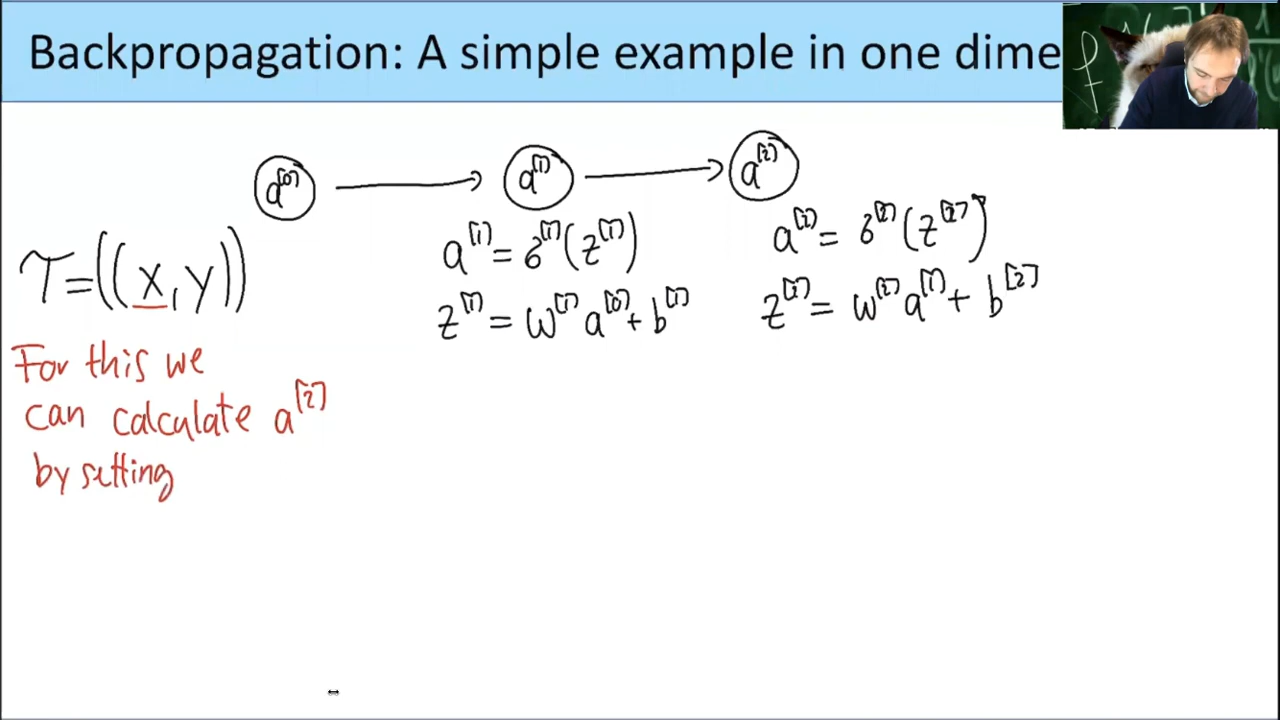 Backpropagation: A simple example in one dime
a^[0] → a^[1] → a^[2]
a^[1] = σ^[1](z^[1])
z^[1] = w^[1] a^[0] + b^[1]
a^[2] = σ^[2](z^[2])
z^[2] = w^[2] a^[1] + b^[2]
𝒯 = ((x, y))
For this we
can calculate a^[2]
by setting